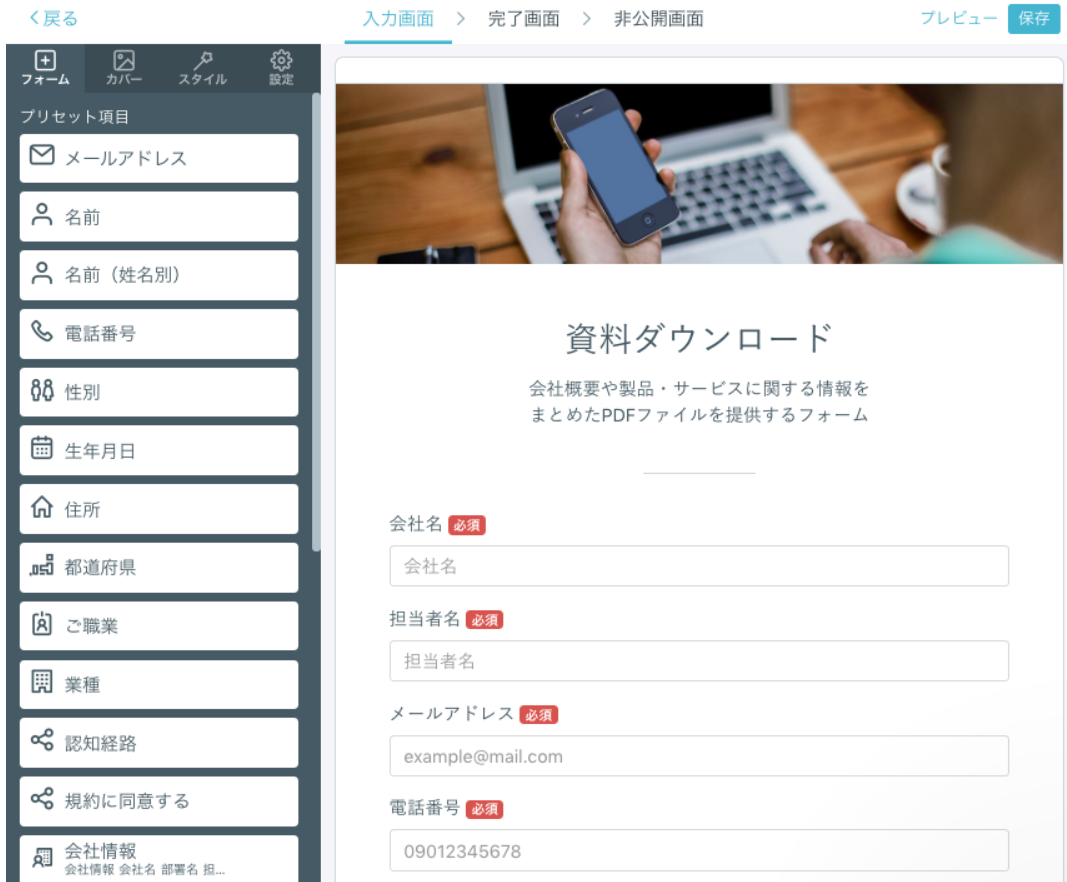 戻る
入力画面 > 完了画面 > 非公開画面
プレビュー 保存
フォーム カバー スタイル 設定
プリセット項目
メールアドレス
名前
名前（姓名別）
電話番号
性別
生年月日
住所
都道府県
ご職業
業種
認知経路
規約に同意する
会社情報
会社情報 会社名 部署名 担...
資料ダウンロード
会社概要や製品・サービスに関する情報を
まとめたPDFファイルを提供するフォーム
会社名 必須
会社名
担当者名 必須
担当者名
メールアドレス 必須
example@mail.com
電話番号 必須
09012345678